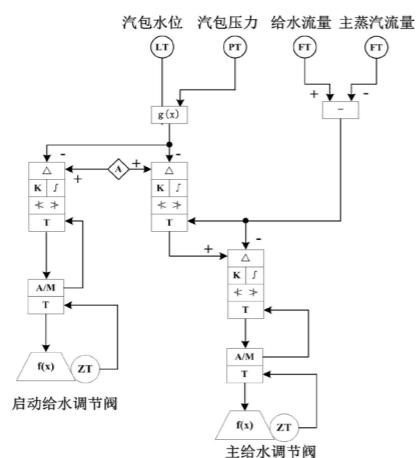 汽包水位 汽包压力 给水流量 主蒸汽流量
LT PT FT FT
+ -
g(x) -
- + A + -
△ △
K ∫ K ∫
≮ ≯ ≮ ≯
T T
+ -
△
K ∫
A/M ≮ ≯
T T
f(x) ZT A/M
T
启动给水调节阀
f(x) ZT
主给水调节阀